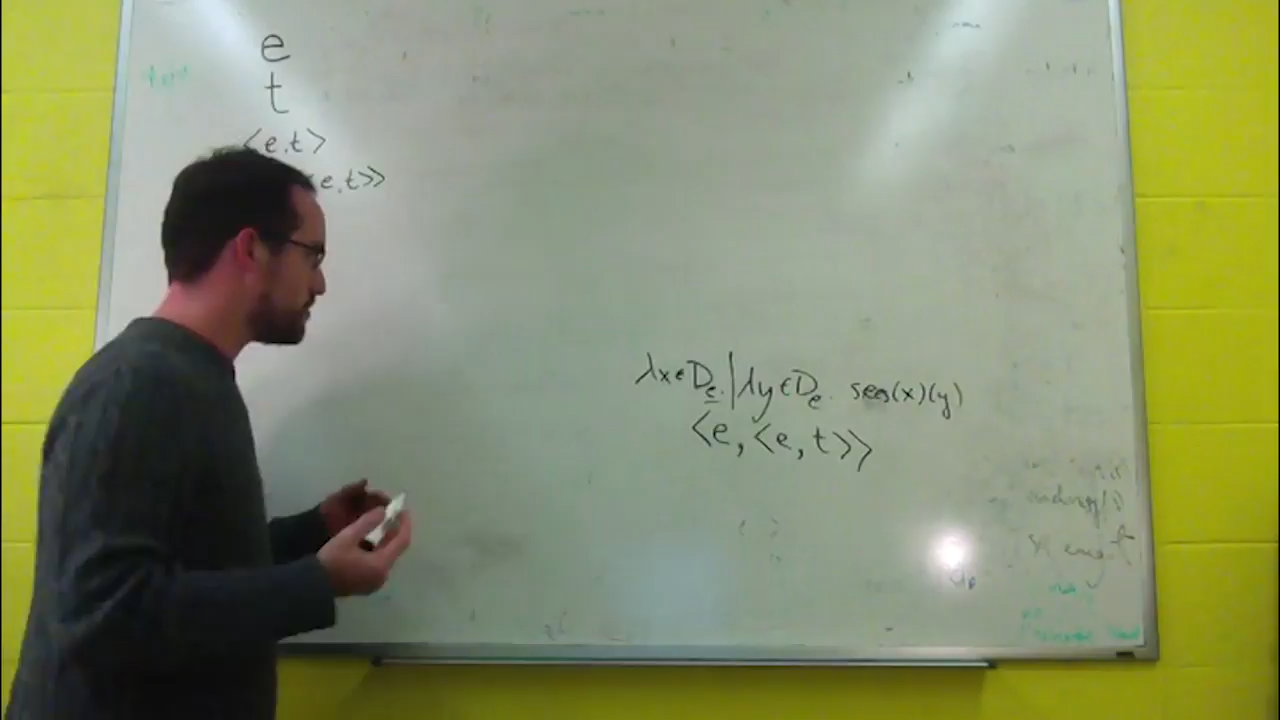 e
t
<e,t>
<e,t>>
λx∈Dₑ.|λy∈Dₑ. sees(x)(y)
<e,<e,t>>